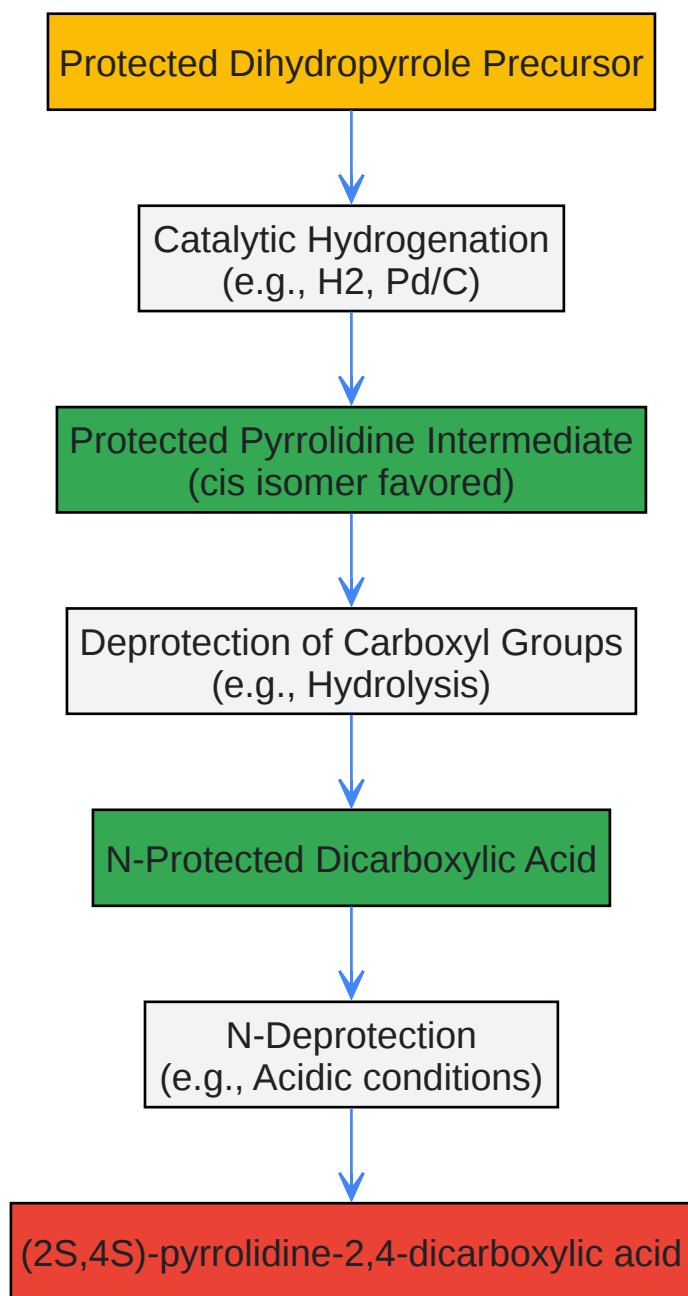 Protected Dihydropyrrole Precursor
Catalytic Hydrogenation
(e.g., H2, Pd/C)
Protected Pyrrolidine Intermediate
(cis isomer favored)
Deprotection of Carboxyl Groups
(e.g., Hydrolysis)
N-Protected Dicarboxylic Acid
N-Deprotection
(e.g., Acidic conditions)
(2S,4S)-pyrrolidine-2,4-dicarboxylic acid